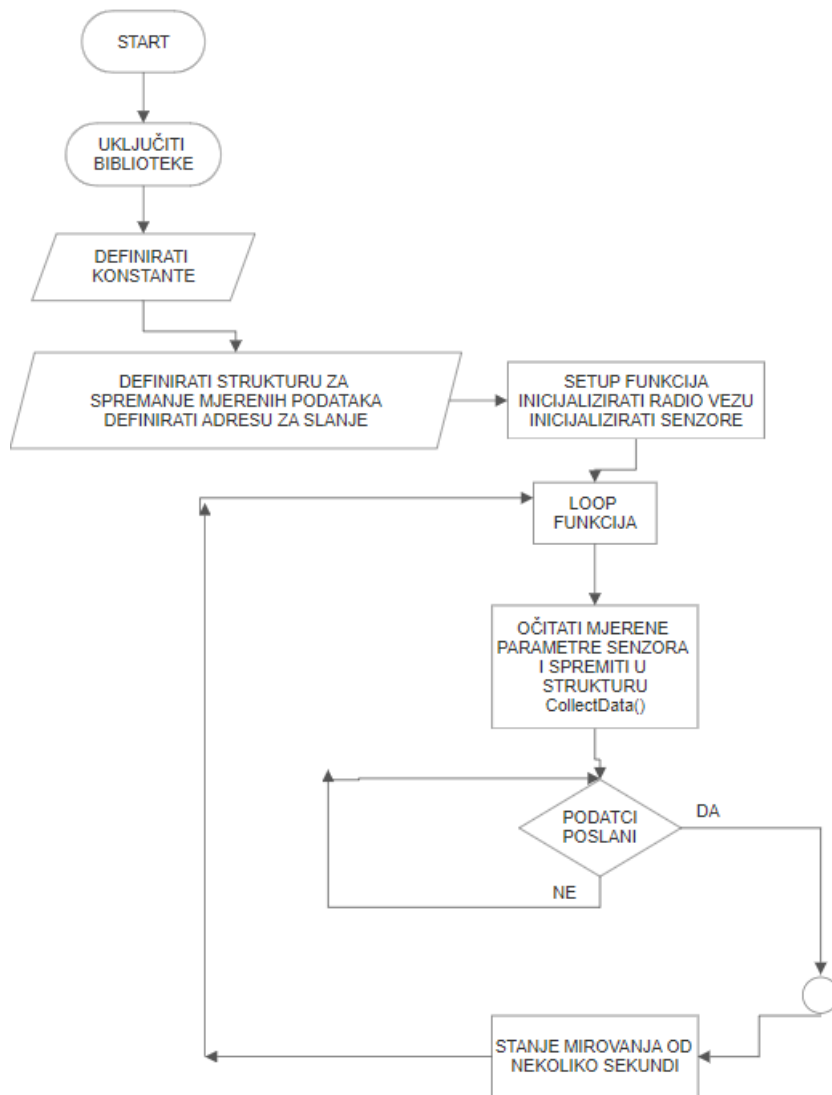 START
UKLJUČITI
BIBLIOTEKE
DEFINIRATI
KONSTANTE
DEFINIRATI STRUKTURU ZA
SPREMANJE MJERENIH PODATAKA
DEFINIRATI ADRESU ZA SLANJE
SETUP FUNKCIJA
INICIJALIZIRATI RADIO VEZU
INICIJALIZIRATI SENZORE
LOOP
FUNKCIJA
OČITATI MJERENE
PARAMETRE SENZORA
I SPREMITI U
STRUKTURU
CollectData()
PODATCI
POSLANI
DA
NE
STANJE MIROVANJA OD
NEKOLIKO SEKUNDI